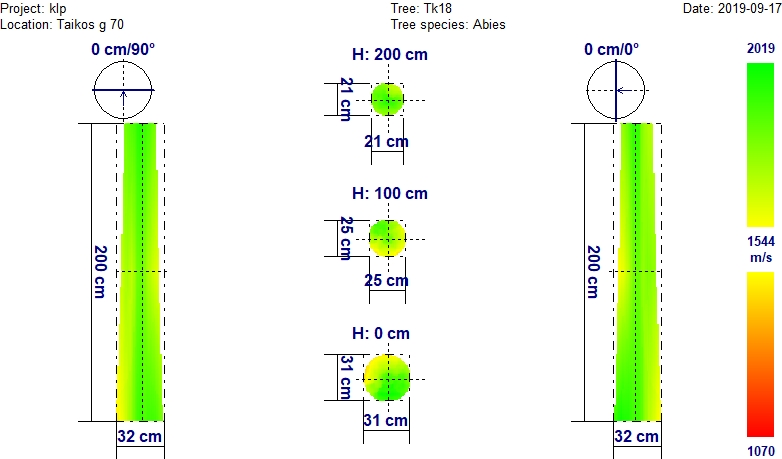 Project: klp
Tree: Tk18
Date: 2019-09-17
Location: Taikos g 70
Tree species: Abies
0 cm/90°
H: 200 cm
0 cm/0°
2019
21 cm
21 cm
H: 100 cm
25 cm
25 cm
200 cm
200 cm
1544
m/s
H: 0 cm
31 cm
31 cm
32 cm
32 cm
1070